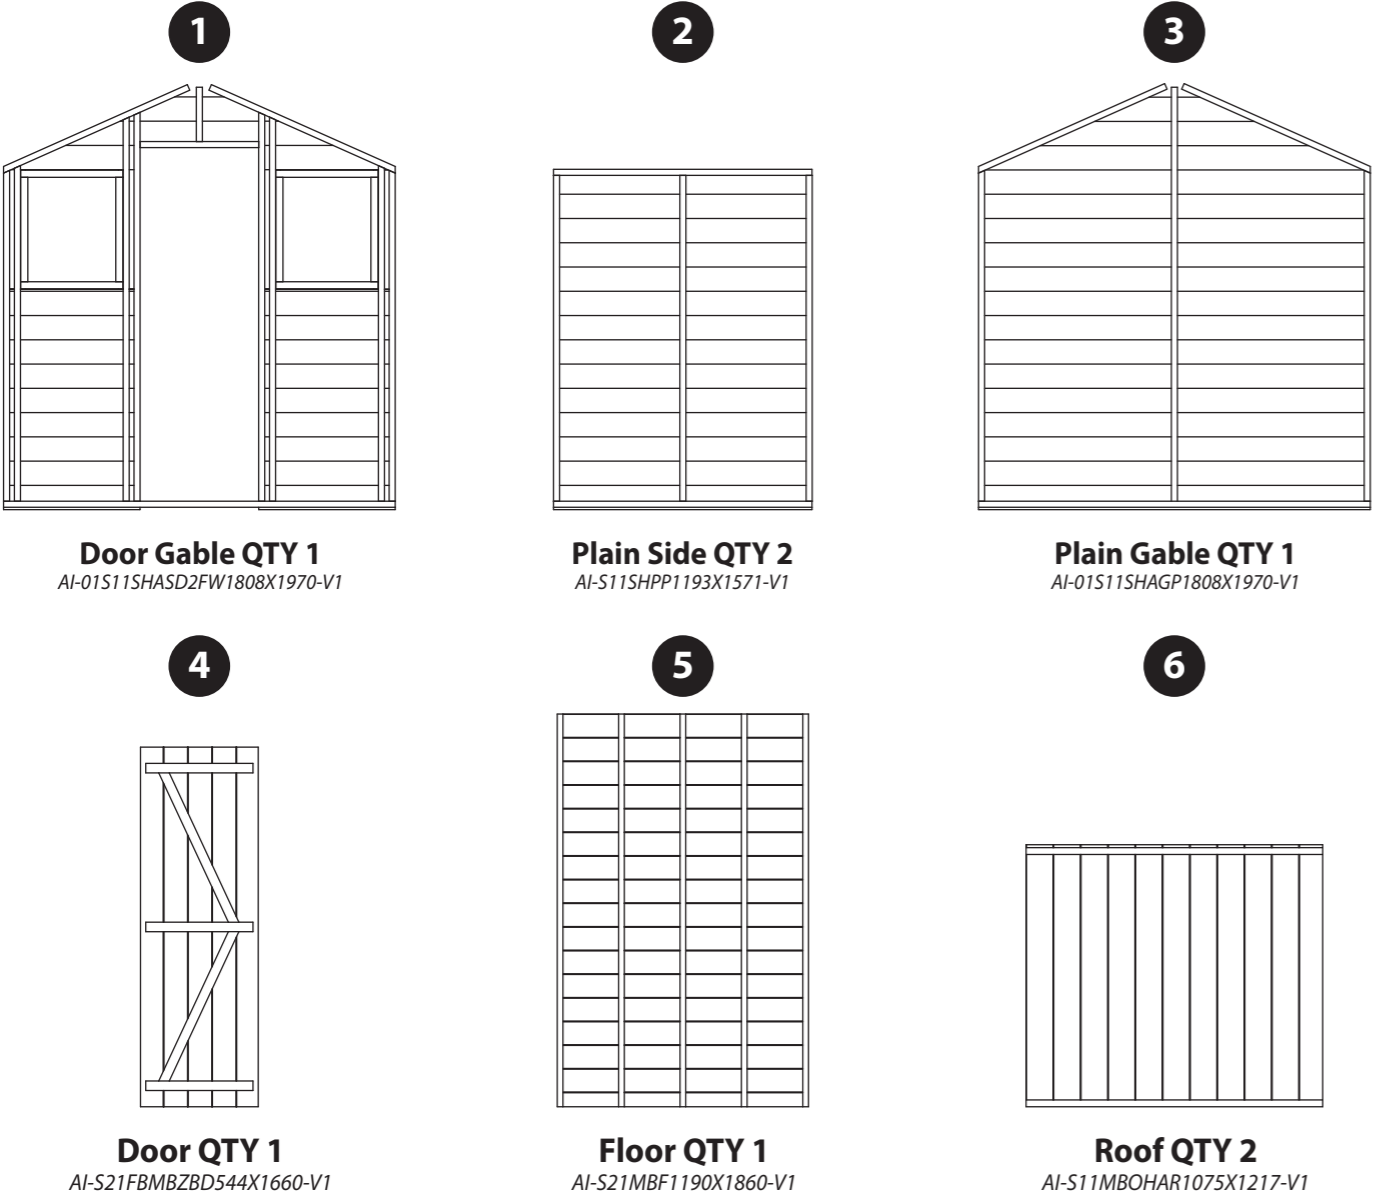 1
2
3
Door Gable QTY 1
AI-01S11SHASD2FW1808X1970-V1
Plain Side QTY 2
AI-S11SHPP1193X1571-V1
Plain Gable QTY 1
AI-01S11SHAGP1808X1970-V1
4
5
6
Door QTY 1
AI-S21FBMBZBD544X1660-V1
Floor QTY 1
AI-S21MBF1190X1860-V1
Roof QTY 2
AI-S11MBOHAR1075X1217-V1